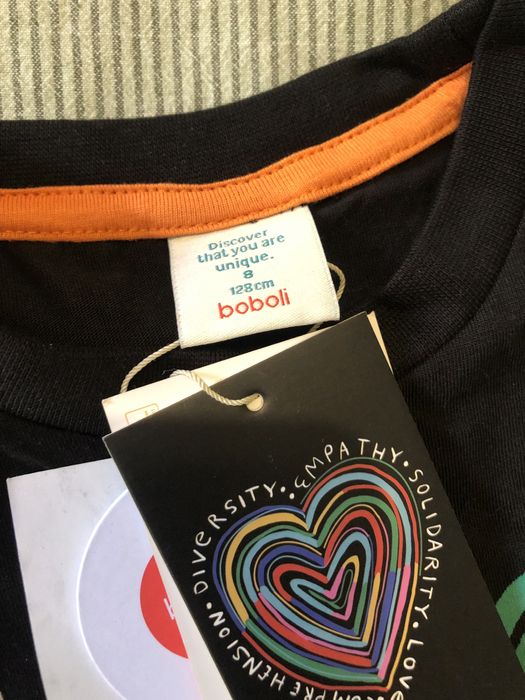 Discover
that you are
unique.
8
128cm
boboli
DIVERSITY · EMPATHY · SOLIDARITY · LOVE · COMPREHENSION ·